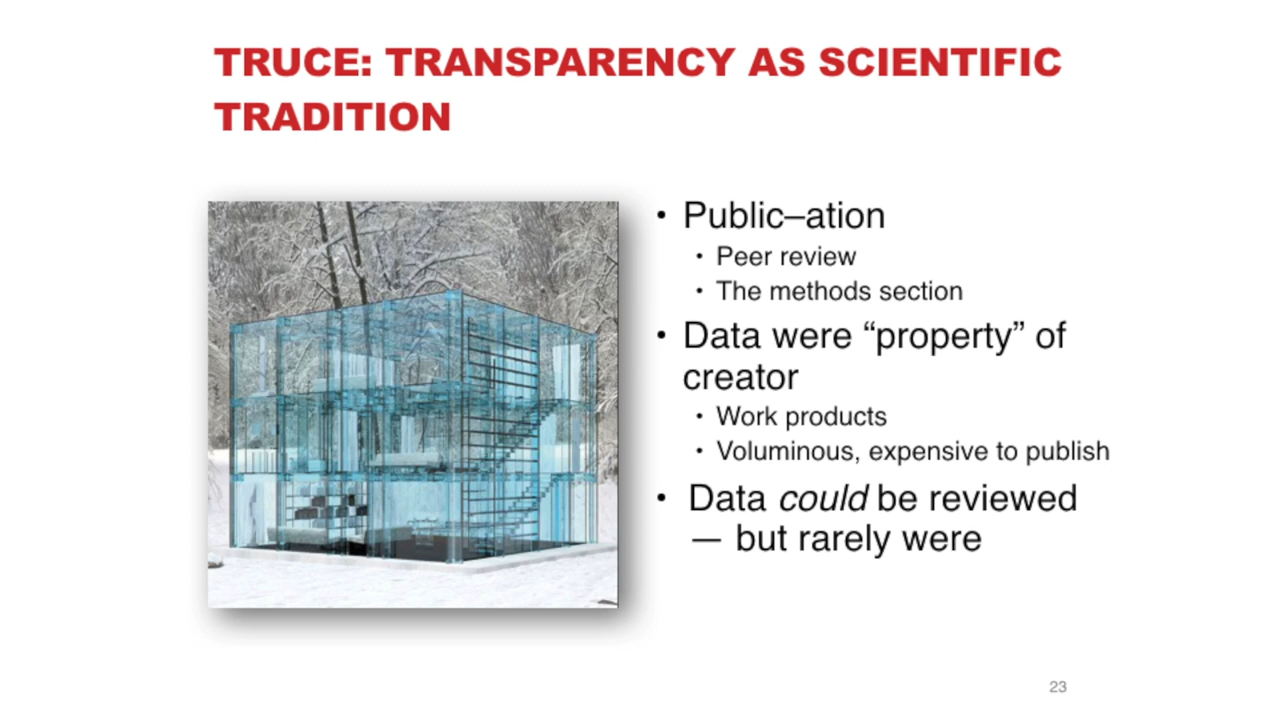 TRUCE: TRANSPARENCY AS SCIENTIFIC
TRADITION
• Public–ation
• Peer review
• The methods section
• Data were “property” of
creator
• Work products
• Voluminous, expensive to publish
• Data could be reviewed
— but rarely were
23